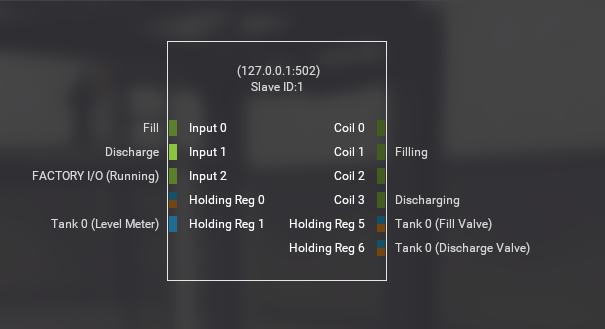 (127.0.0.1:502)
Slave ID:1
Fill Input 0 Coil 0
Discharge Input 1 Coil 1 Filling
FACTORY I/O (Running) Input 2 Coil 2
Holding Reg 0 Coil 3 Discharging
Tank 0 (Level Meter) Holding Reg 1 Holding Reg 5 Tank 0 (Fill Valve)
Holding Reg 6 Tank 0 (Discharge Valve)